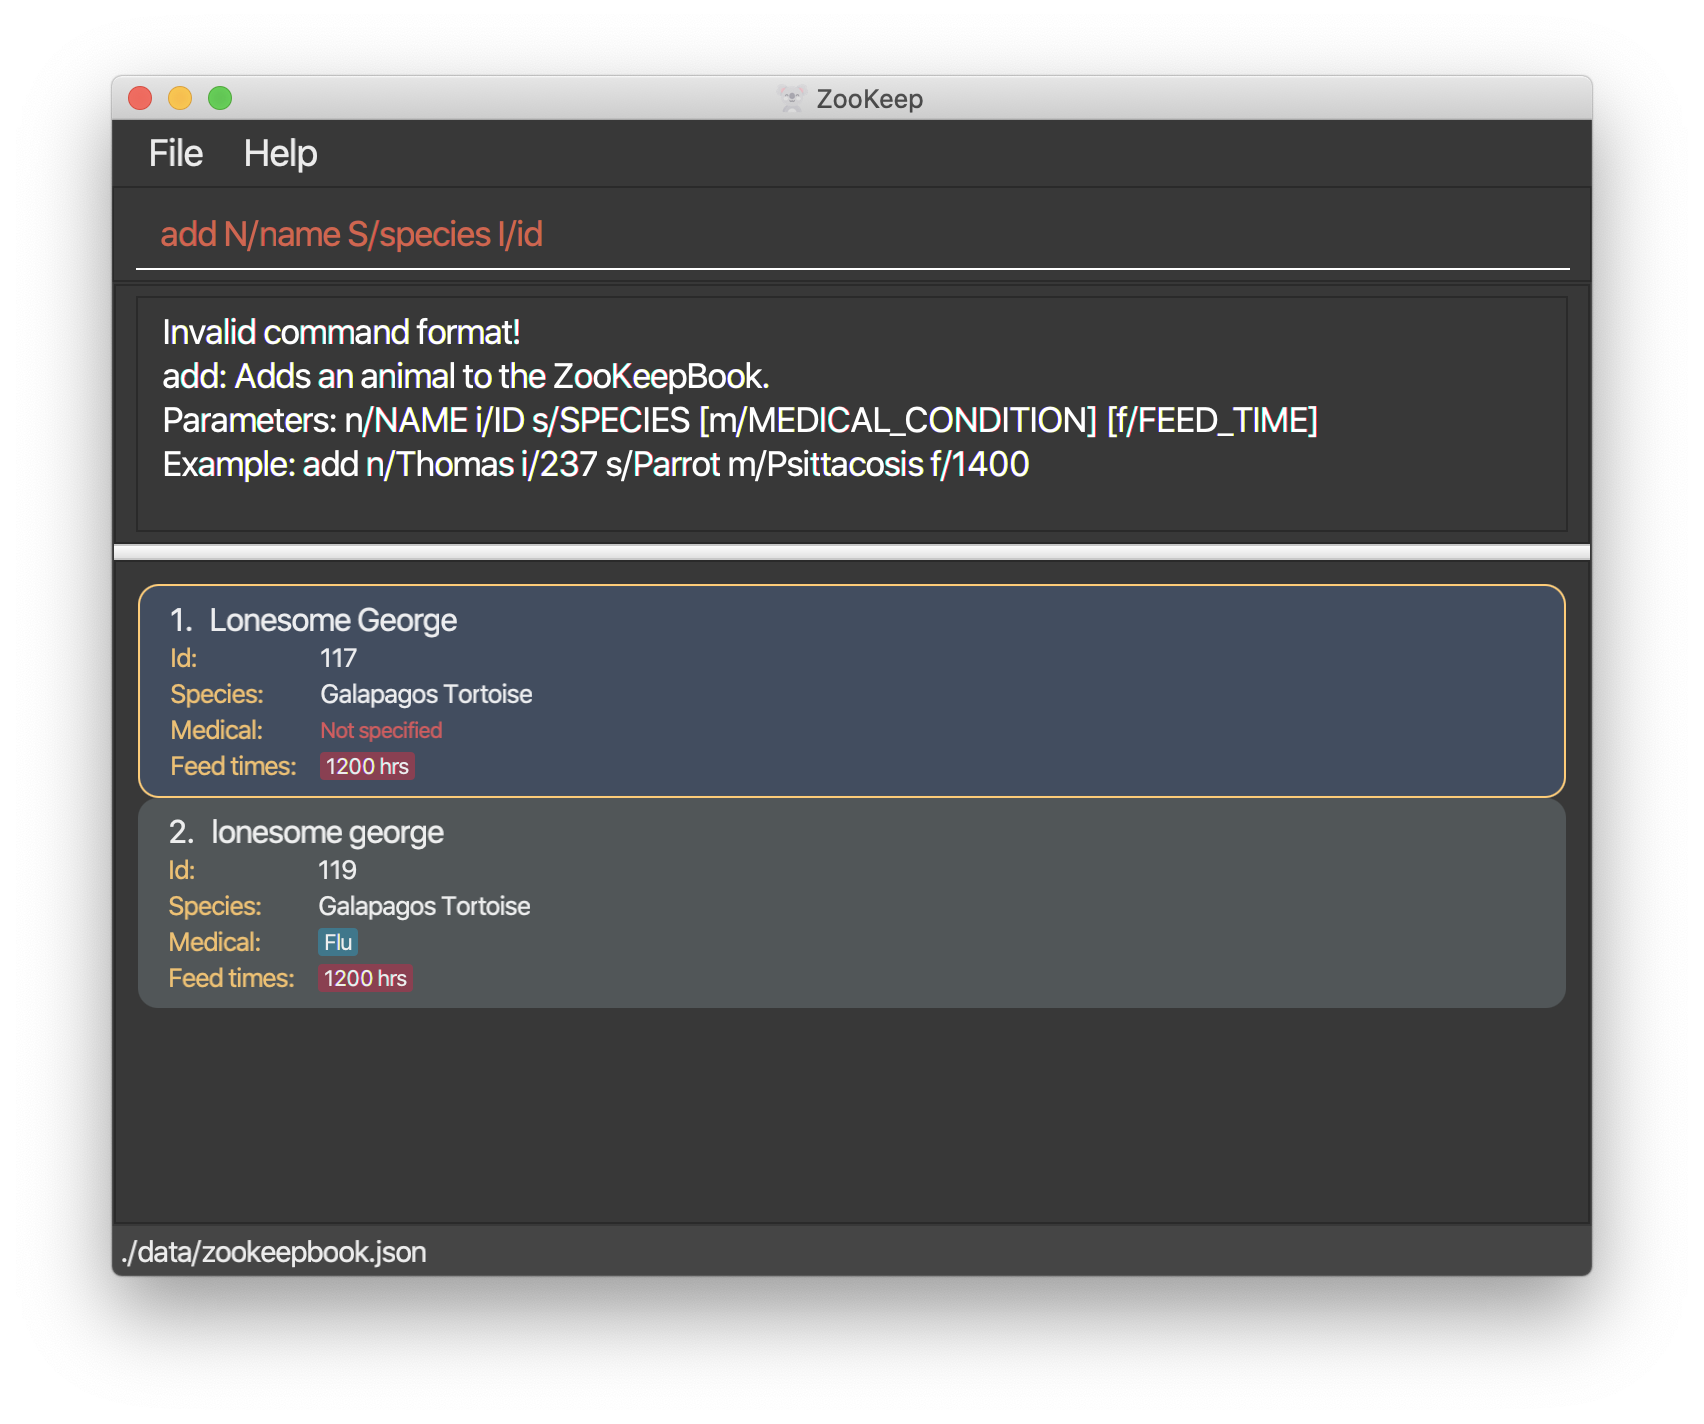 ZooKeep
File Help
add N/name S/species I/id
Invalid command format!
add: Adds an animal to the ZooKeepBook.
Parameters: n/NAME i/ID s/SPECIES [m/MEDICAL_CONDITION] [f/FEED_TIME]
Example: add n/Thomas i/237 s/Parrot m/Psittacosis f/1400
1. Lonesome George
Id: 117
Species: Galapagos Tortoise
Medical: Not specified
Feed times: 1200 hrs
2. lonesome george
Id: 119
Species: Galapagos Tortoise
Medical: Flu
Feed times: 1200 hrs
./data/zookeepbook.json